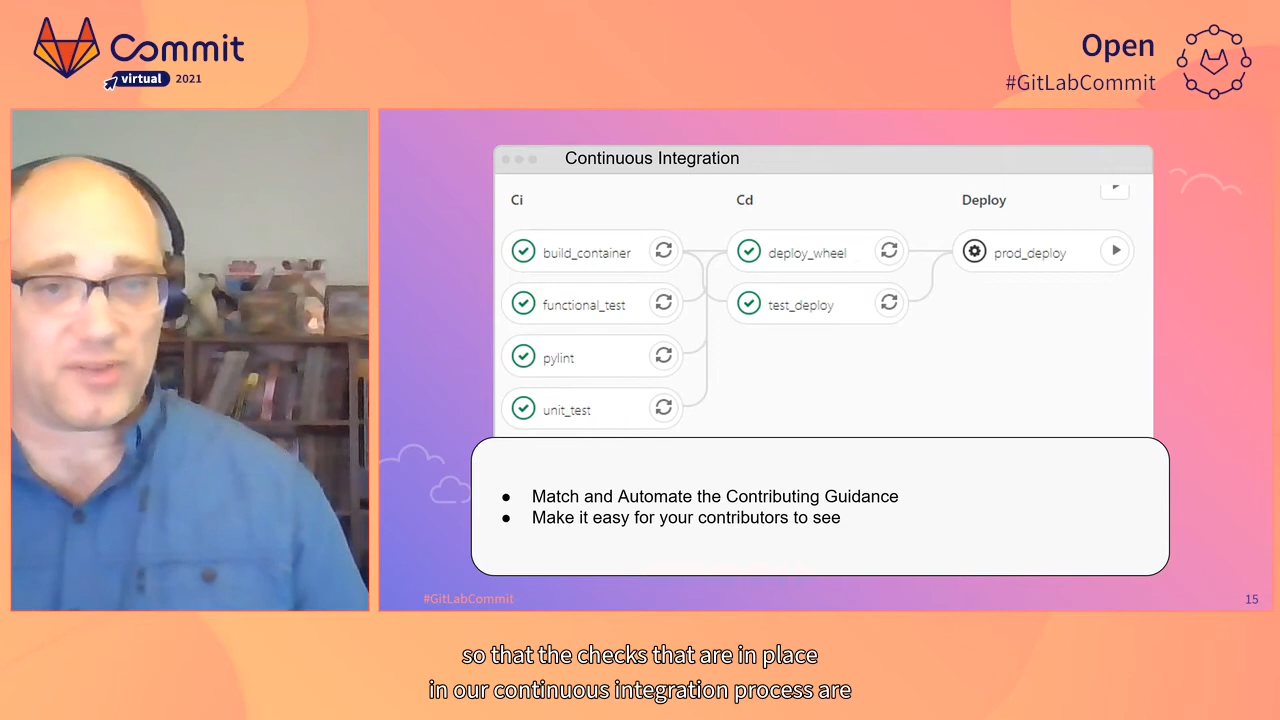 Commit
virtual 2021
Open
#GitLabCommit
Continuous Integration
Ci Cd Deploy
build_container deploy_wheel prod_deploy
functional_test test_deploy
pylint
unit_test
● Match and Automate the Contributing Guidance
● Make it easy for your contributors to see
#GitLabCommit 15
so that the checks that are in place
in our continuous integration process are